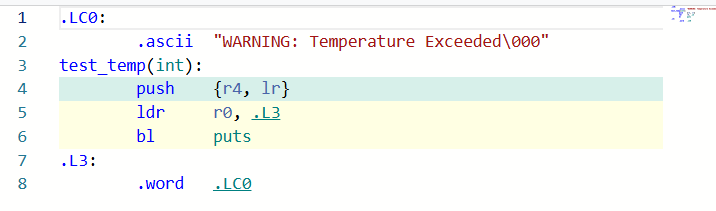 1 .LC0:
2 .ascii "WARNING: Temperature Exceeded\000"
3 test_temp(int):
4 push {r4, lr}
5 ldr r0, .L3
6 bl puts
7 .L3:
8 .word .LC0